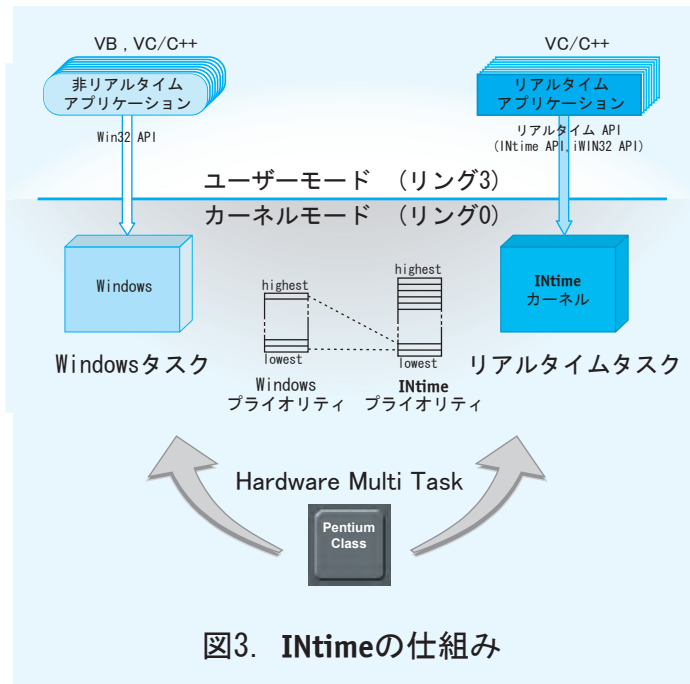 VB , VC/C++
非リアルタイム
アプリケーション
Win32 API
VC/C++
リアルタイム
アプリケーション
リアルタイム API
(INtime API,iWIN32 API)
ユーザーモード (リング3)
カーネルモード (リング0)
Windows
Windowsタスク
highest
lowest
Windows
プライオリティ
highest
lowest
INtime
プライオリティ
INtime
カーネル
リアルタイムタスク
Hardware Multi Task
Pentium
Class
図3. INtimeの仕組み